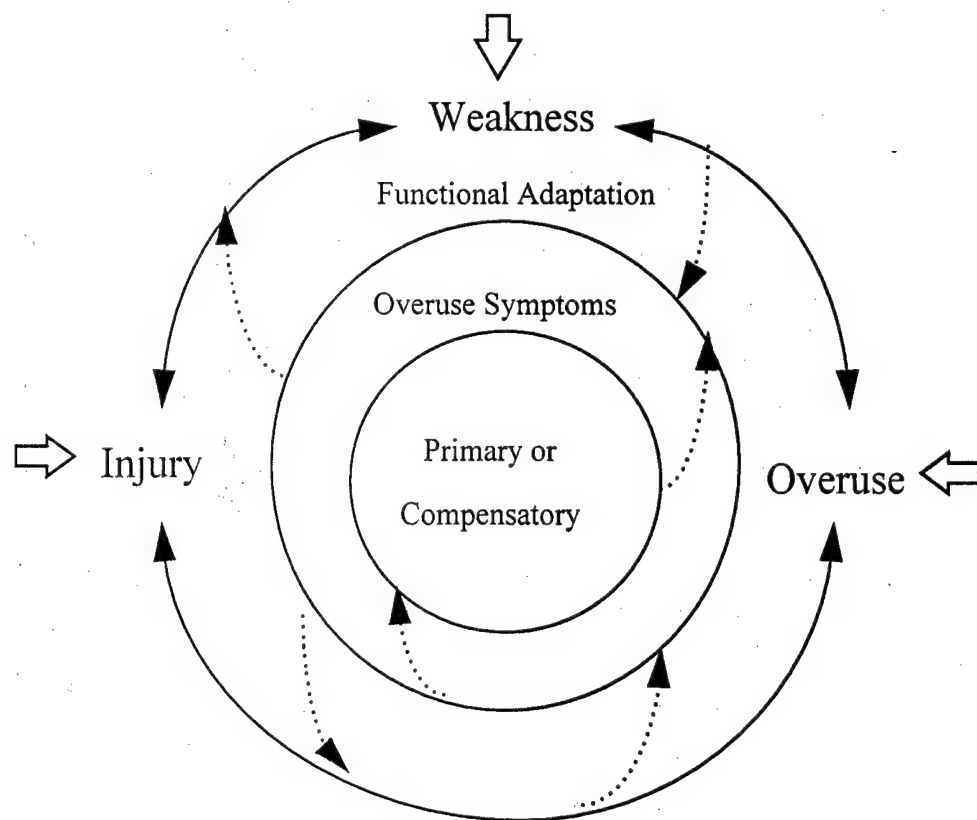 Weakness
Functional Adaptation
Overuse Symptoms
Primary or
Compensatory
Injury
Overuse